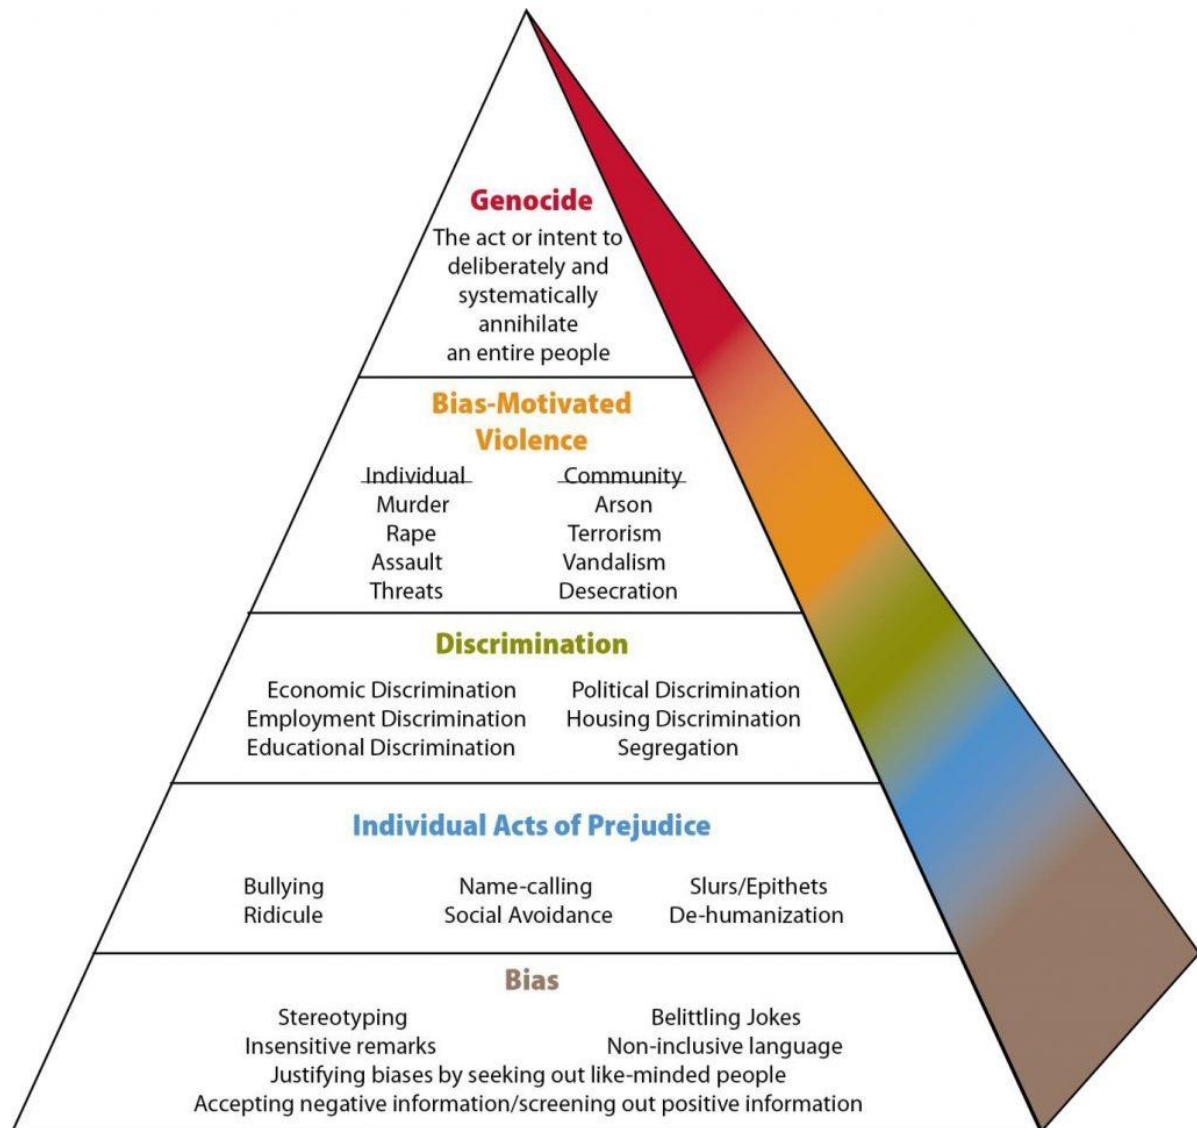 Genocide
The act or intent to
deliberately and
systematically
annihilate
an entire people
Bias-Motivated
Violence
Individual
Murder
Rape
Assault
Threats
Community
Arson
Terrorism
Vandalism
Desecration
Discrimination
Economic Discrimination
Employment Discrimination
Educational Discrimination
Political Discrimination
Housing Discrimination
Segregation
Individual Acts of Prejudice
Bullying
Ridicule
Name-calling
Social Avoidance
Slurs/Epithets
De-humanization
Bias
Stereotyping
Belittling Jokes
Insensitive remarks
Non-inclusive language
Justifying biases by seeking out like-minded people
Accepting negative information/screening out positive information